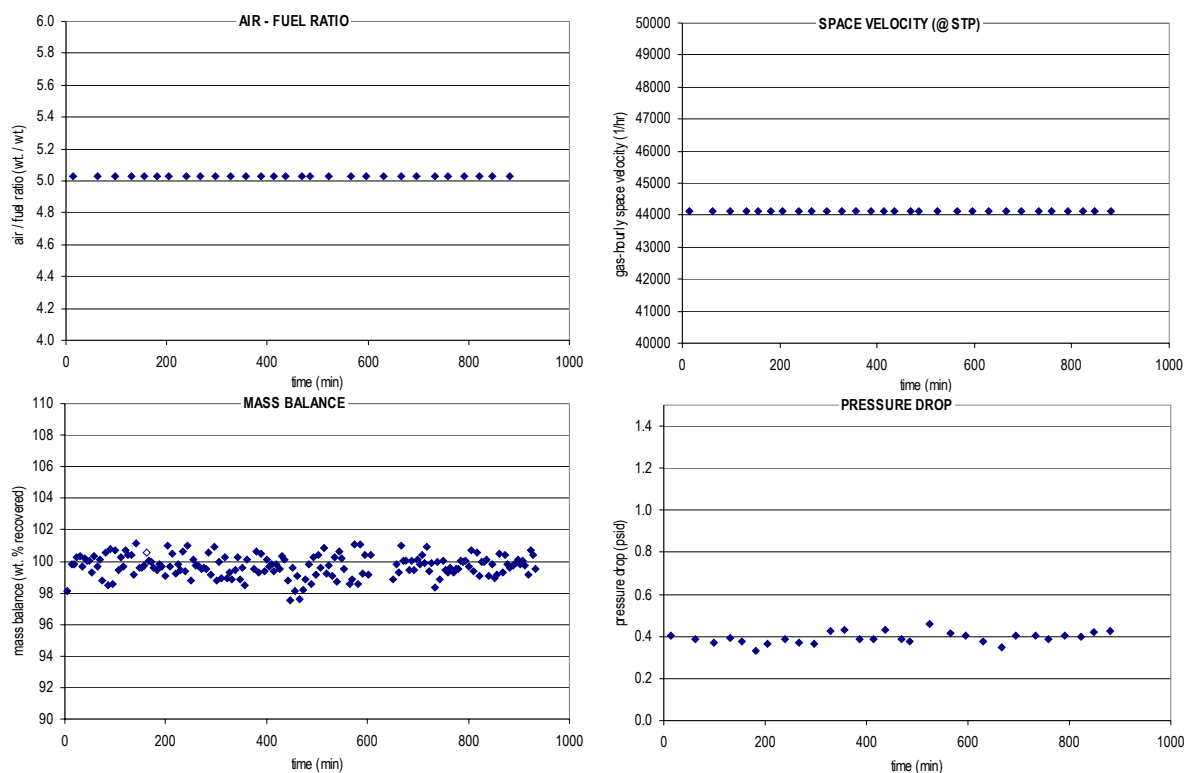 AIR - FUEL RATIO
6.0
5.8
5.6
5.4
5.2
5.0
4.8
4.6
4.4
4.2
4.0
air / fuel ratio (wt. / wt.)
0 200 400 600 800 1000
time (min)
SPACE VELOCITY (@ STP)
50000
49000
48000
47000
46000
45000
44000
43000
42000
41000
40000
gas-hourly space velocity (1/hr)
0 200 400 600 800 1000
time (min)
MASS BALANCE
110
108
106
104
102
100
98
96
94
92
90
mass balance (wt. % recovered)
0 200 400 600 800 1000
time (min)
PRESSURE DROP
1.4
1.2
1.0
0.8
0.6
0.4
0.2
0.0
pressure drop (psid)
0 200 400 600 800 1000
time (min)